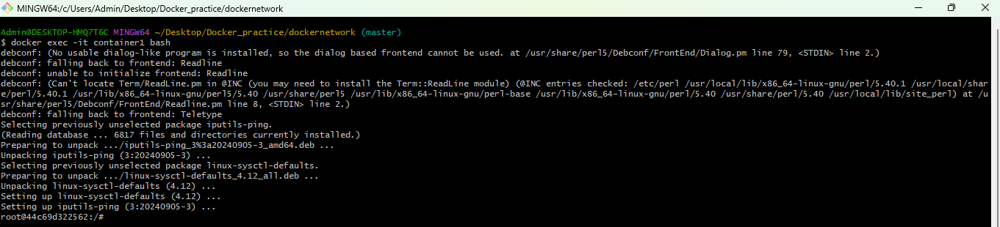 MINGW64:/c/Users/Admin/Desktop/Docker_practice/dockernetwork
Admin@DESKTOP-HMQ7T6C MINGW64 ~/Desktop/Docker_practice/dockernetwork (master)
$ docker exec -it container1 bash
debconf: (No usable dialog-like program is installed, so the dialog based frontend cannot be used. at /usr/share/perl5/Debconf/FrontEnd/Dialog.pm line 79, <STDIN> line 2.)
debconf: falling back to frontend: Readline
debconf: unable to initialize frontend: Readline
debconf: (Can't locate Term/ReadLine.pm in @INC (you may need to install the Term::ReadLine module) (@INC entries checked: /etc/perl /usr/local/lib/x86_64-linux-gnu/perl/5.40.1 /usr/local/shar
e/perl/5.40.1 /usr/lib/x86_64-linux-gnu/perl5/5.40 /usr/share/perl5 /usr/lib/x86_64-linux-gnu/perl-base /usr/lib/x86_64-linux-gnu/perl/5.40 /usr/share/perl/5.40 /usr/local/lib/site_perl) at /u
sr/share/perl5/Debconf/FrontEnd/Readline.pm line 8, <STDIN> line 2.)
debconf: falling back to frontend: Teletype
Selecting previously unselected package iputils-ping.
(Reading database ... 6817 files and directories currently installed.)
Preparing to unpack .../iputils-ping_3%3a20240905-3_amd64.deb ...
Unpacking iputils-ping (3:20240905-3) ...
Selecting previously unselected package linux-sysctl-defaults.
Preparing to unpack .../linux-sysctl-defaults_4.12_all.deb ...
Unpacking linux-sysctl-defaults (4.12) ...
Setting up linux-sysctl-defaults (4.12) ...
Setting up iputils-ping (3:20240905-3) ...
root@44c69d322562:/#